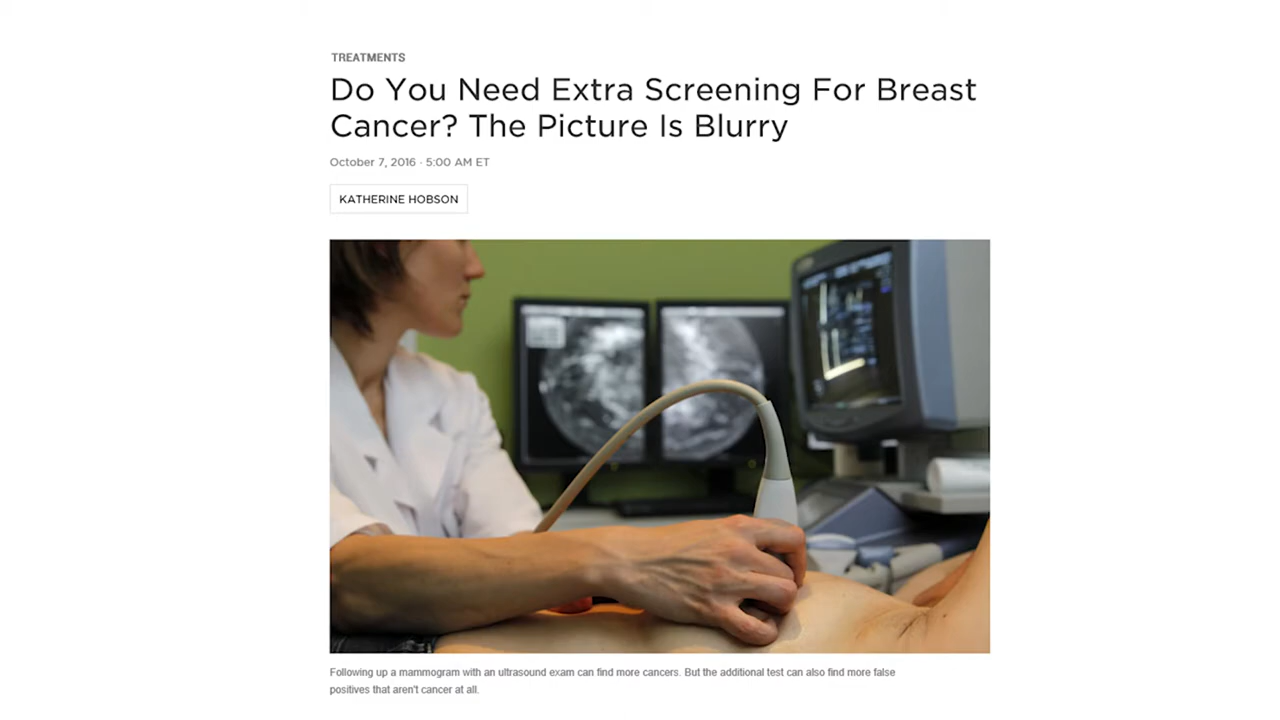 TREATMENTS
Do You Need Extra Screening For Breast
Cancer? The Picture Is Blurry
October 7, 2016 · 5:00 AM ET
KATHERINE HOBSON
Following up a mammogram with an ultrasound exam can find more cancers. But the additional test can also find more false
positives that aren't cancer at all.